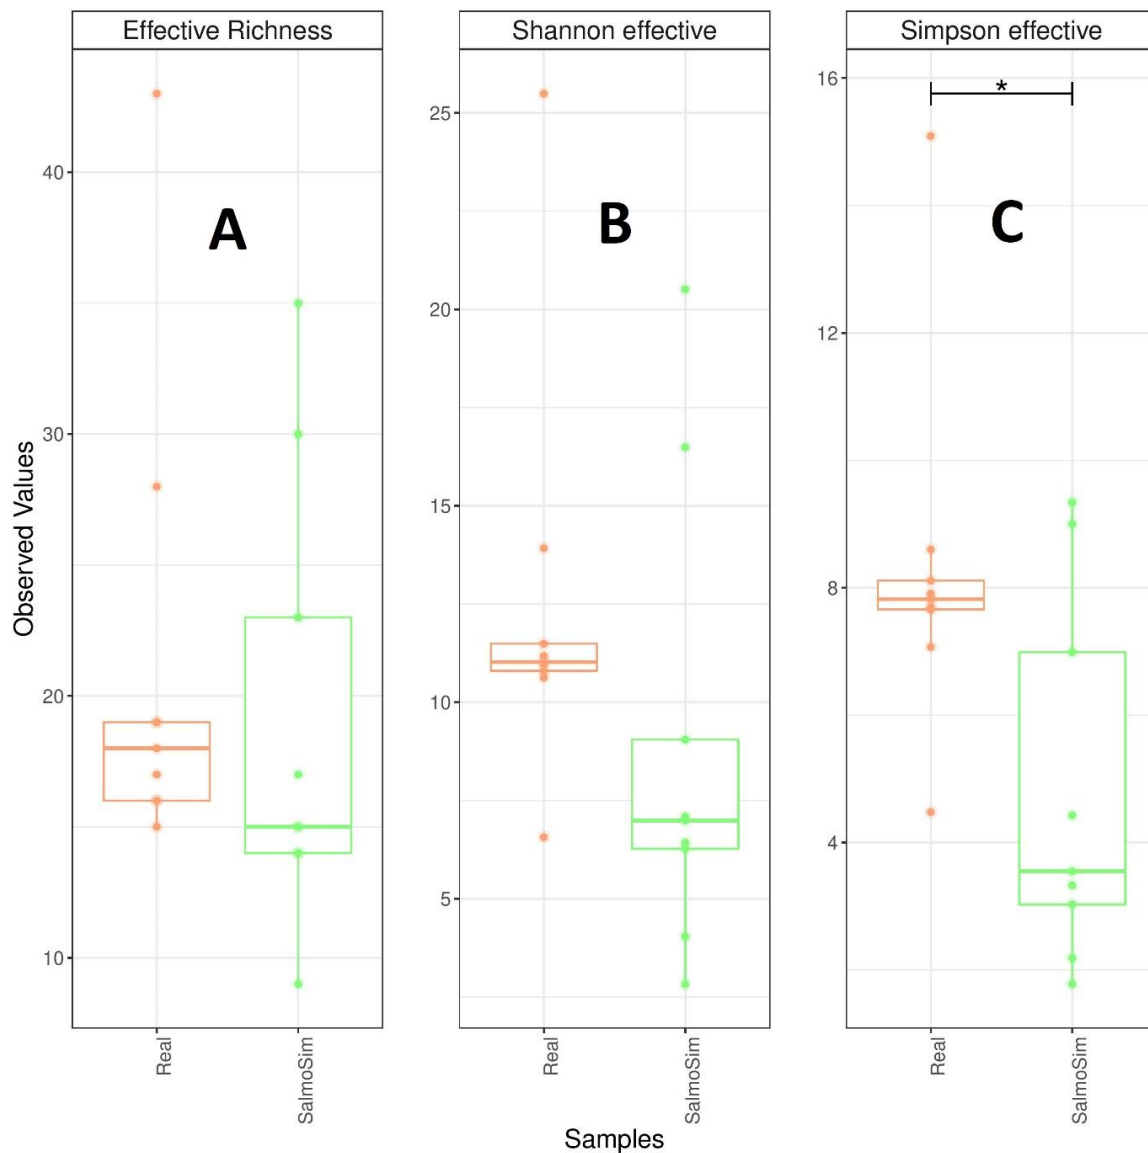 Effective Richness
Shannon effective
Simpson effective
Observed Values
40
30
20
10
A
25
20
15
10
5
B
16
12
8
4
*
C
Real
SalmoSim
Real
SalmoSim
Real
SalmoSim
Samples